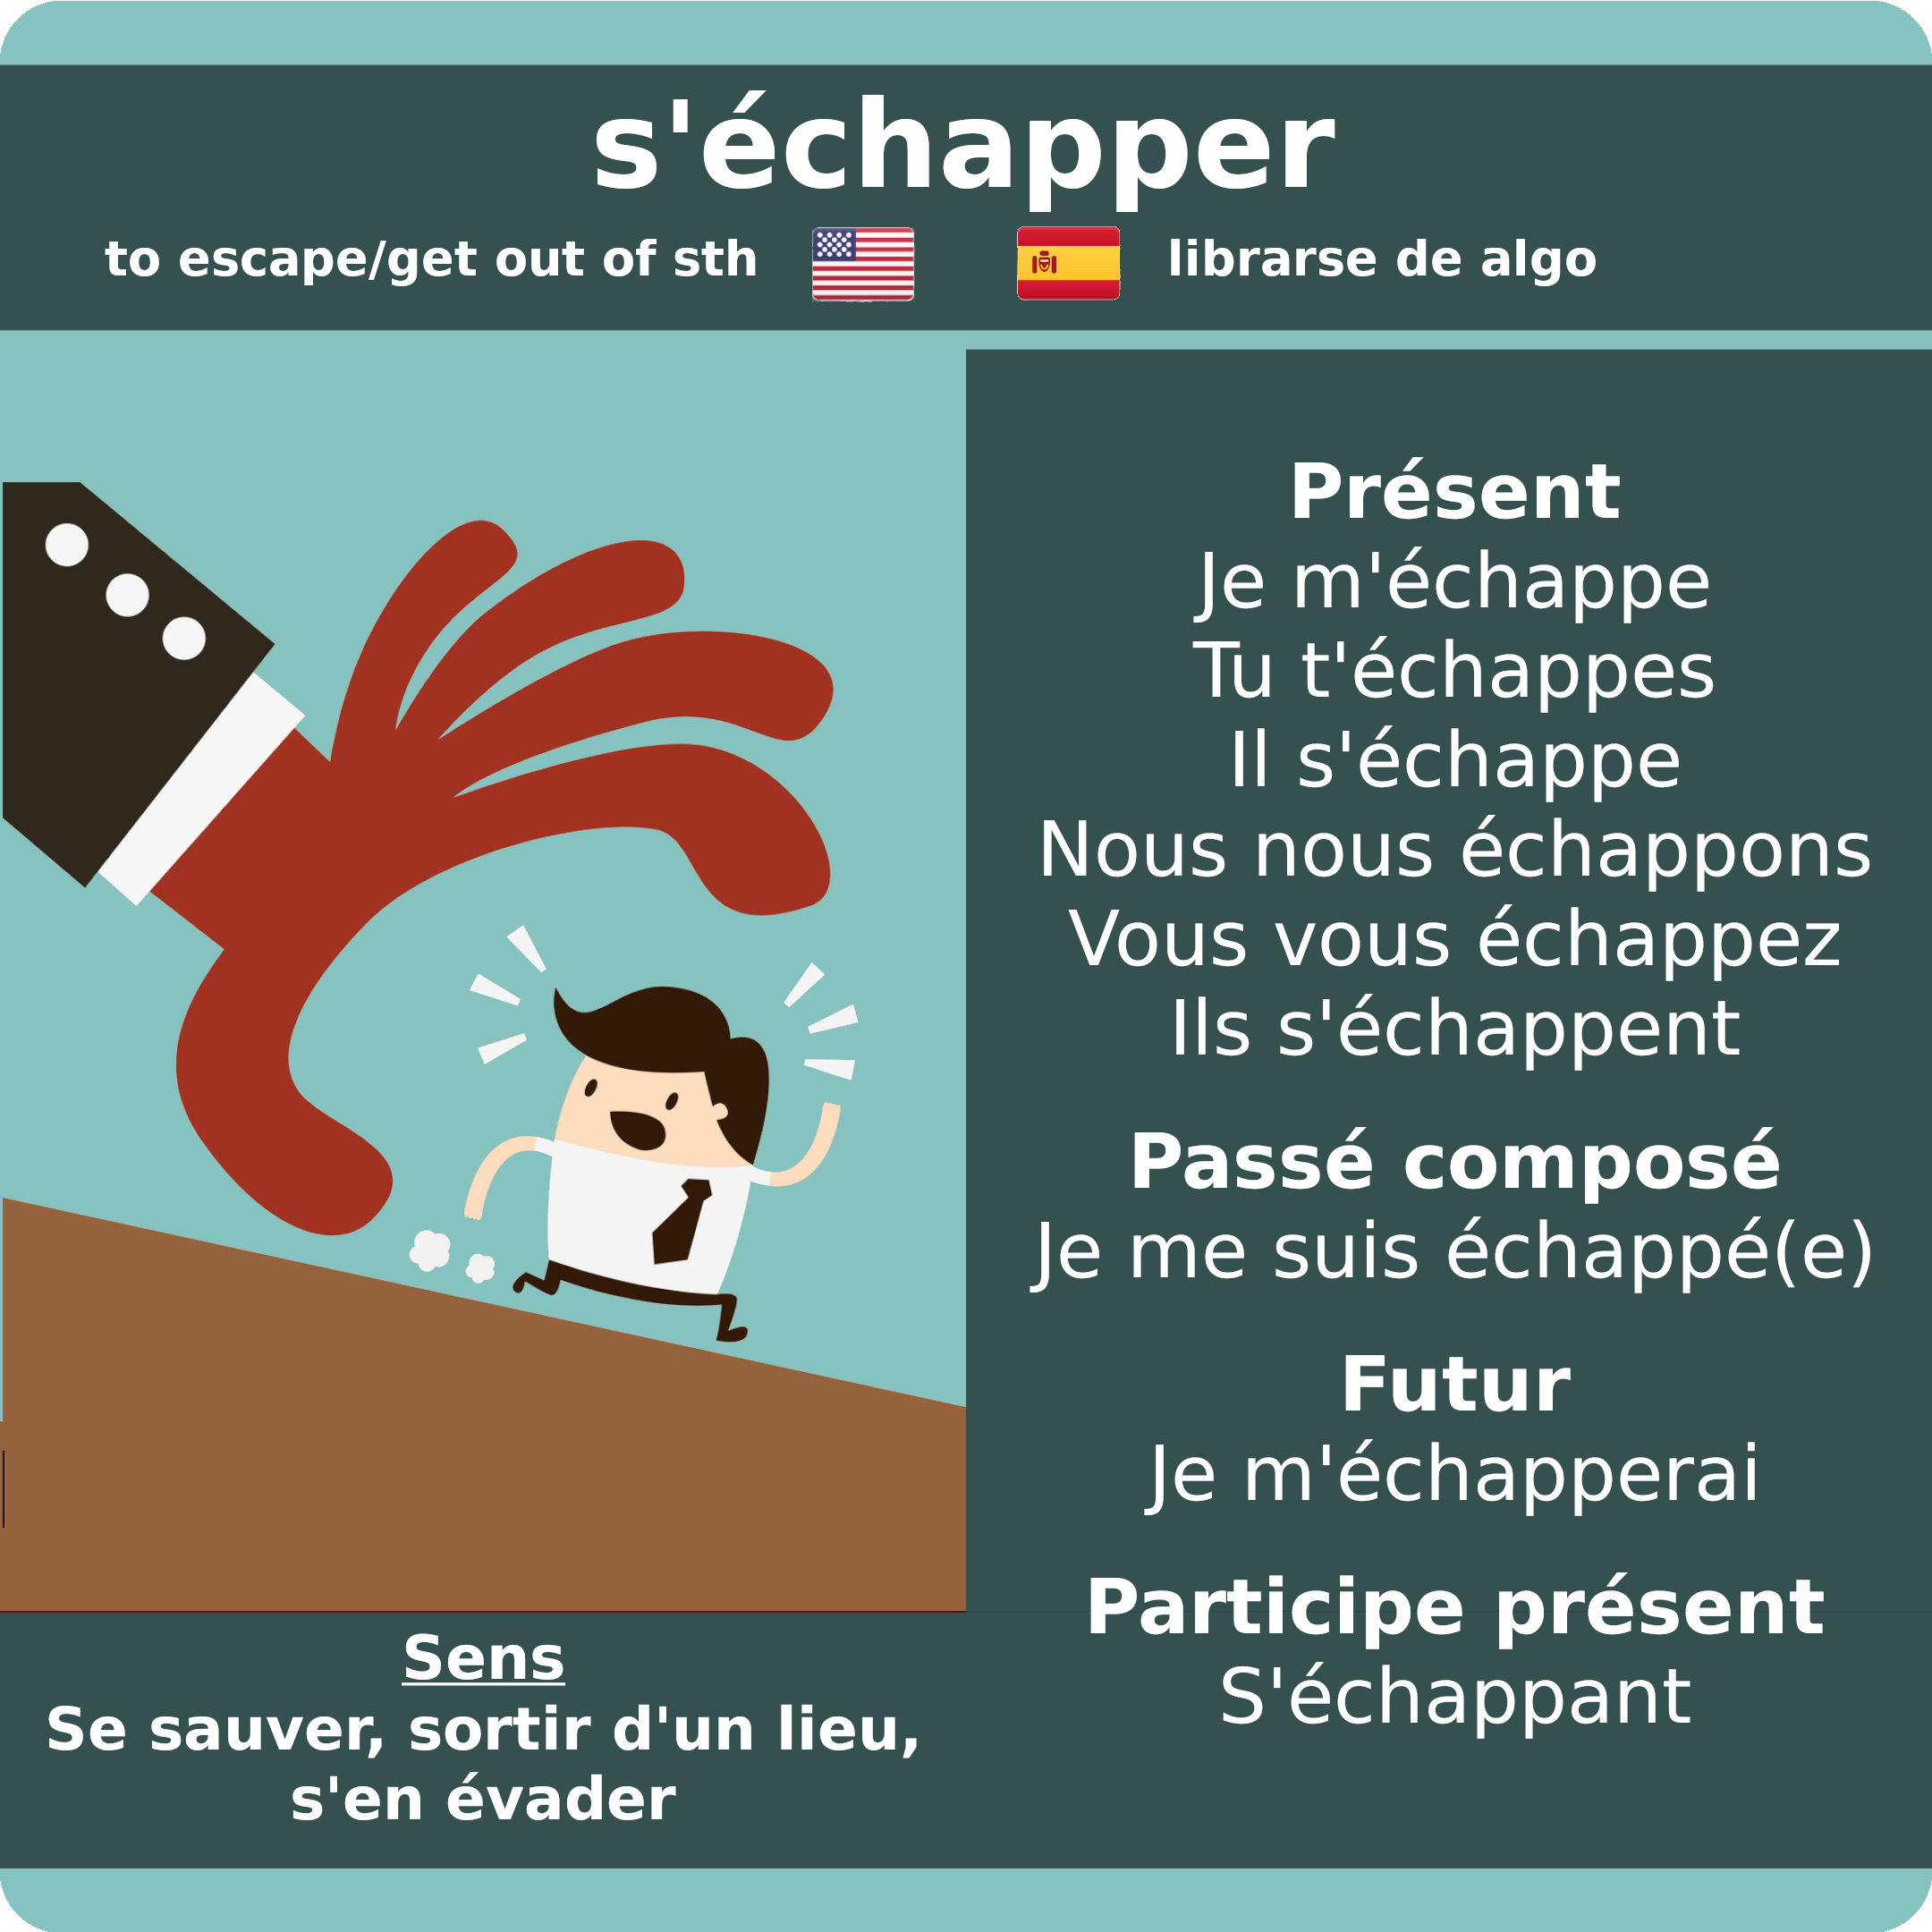 s'échapper
to escape/get out of sth
librarse de algo
Présent
Je m'échappe
Tu t'échappes
Il s'échappe
Nous nous échappons
Vous vous échappez
Ils s'échappent
Passé composé
Je me suis échappé(e)
Futur
Je m'échapperai
Participe présent
S'échappant
Sens
Se sauver, sortir d'un lieu,
s'en évader